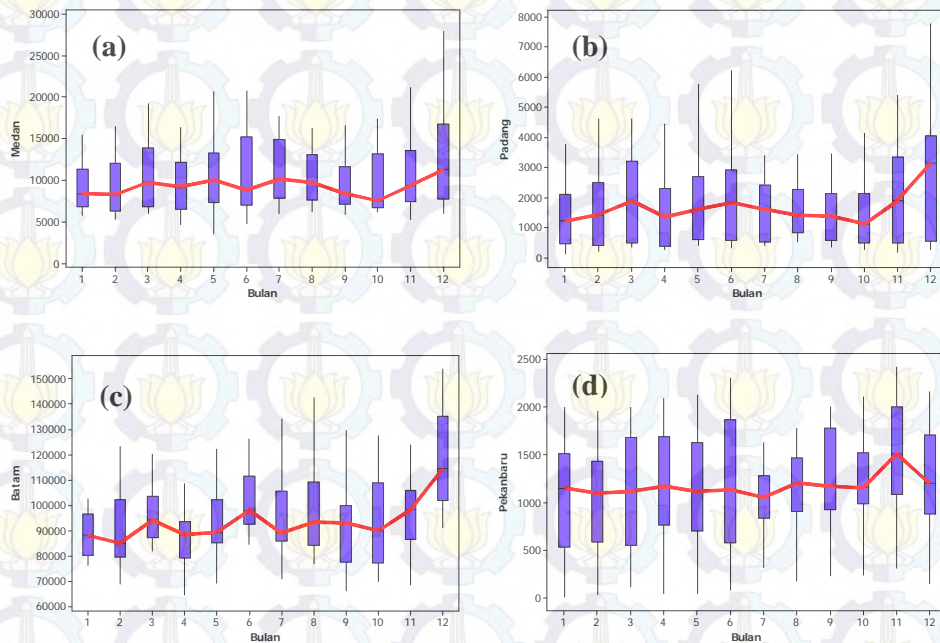 (a)
Medan
30000
25000
20000
15000
10000
5000
0
1 2 3 4 5 6 7 8 9 10 11 12
Bulan
(b)
Padang
8000
7000
6000
5000
4000
3000
2000
1000
0
1 2 3 4 5 6 7 8 9 10 11 12
Bulan
(c)
Batam
150000
140000
130000
120000
110000
100000
90000
80000
70000
60000
1 2 3 4 5 6 7 8 9 10 11 12
Bulan
(d)
Pekanbaru
2500
2000
1500
1000
500
0
1 2 3 4 5 6 7 8 9 10 11 12
Bulan